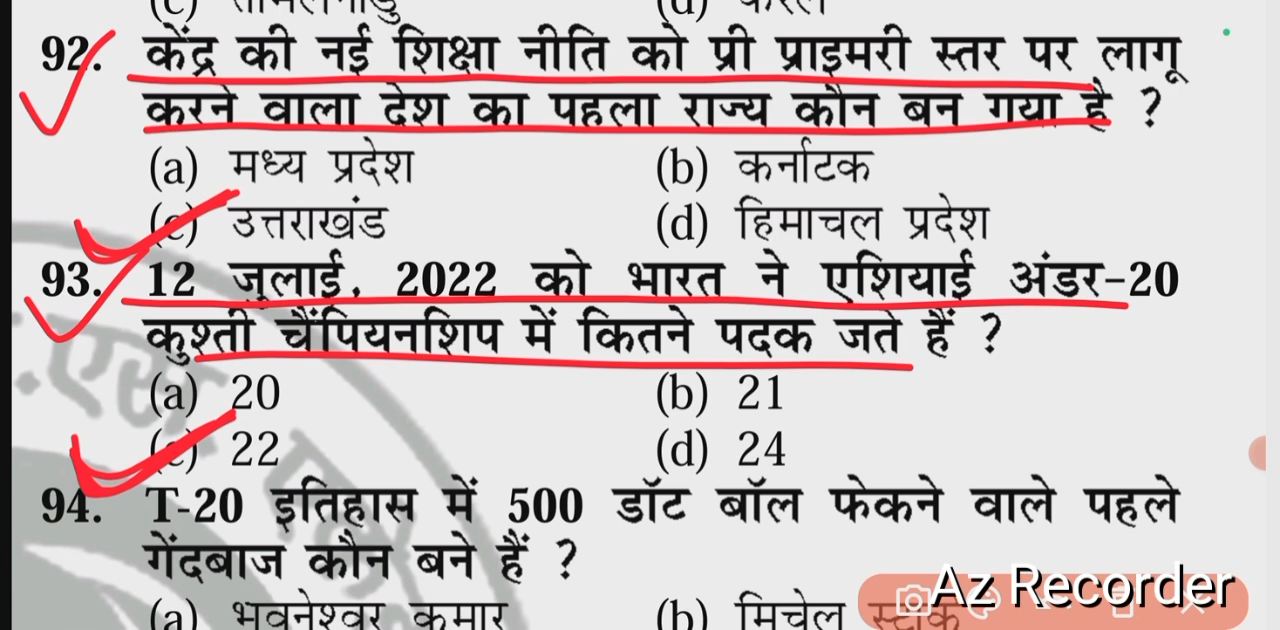 92. केंद्र की नई शिक्षा नीति को प्री प्राइमरी स्तर पर लागू
करने वाला देश का पहला राज्य कौन बन गया है ?
(a) मध्य प्रदेश (b) कर्नाटक
(c) उत्तराखंड (d) हिमाचल प्रदेश
93. 12 जुलाई, 2022 को भारत ने एशियाई अंडर-20
कुश्ती चैंपियनशिप में कितने पदक जते हैं ?
(a) 20 (b) 21
(c) 22 (d) 24
94. T-20 इतिहास में 500 डॉट बॉल फेकने वाले पहले
गेंदबाज कौन बने हैं ?
(a) भुवनेश्वर कुमार (b) मिचेल स्टार्क
Az Recorder